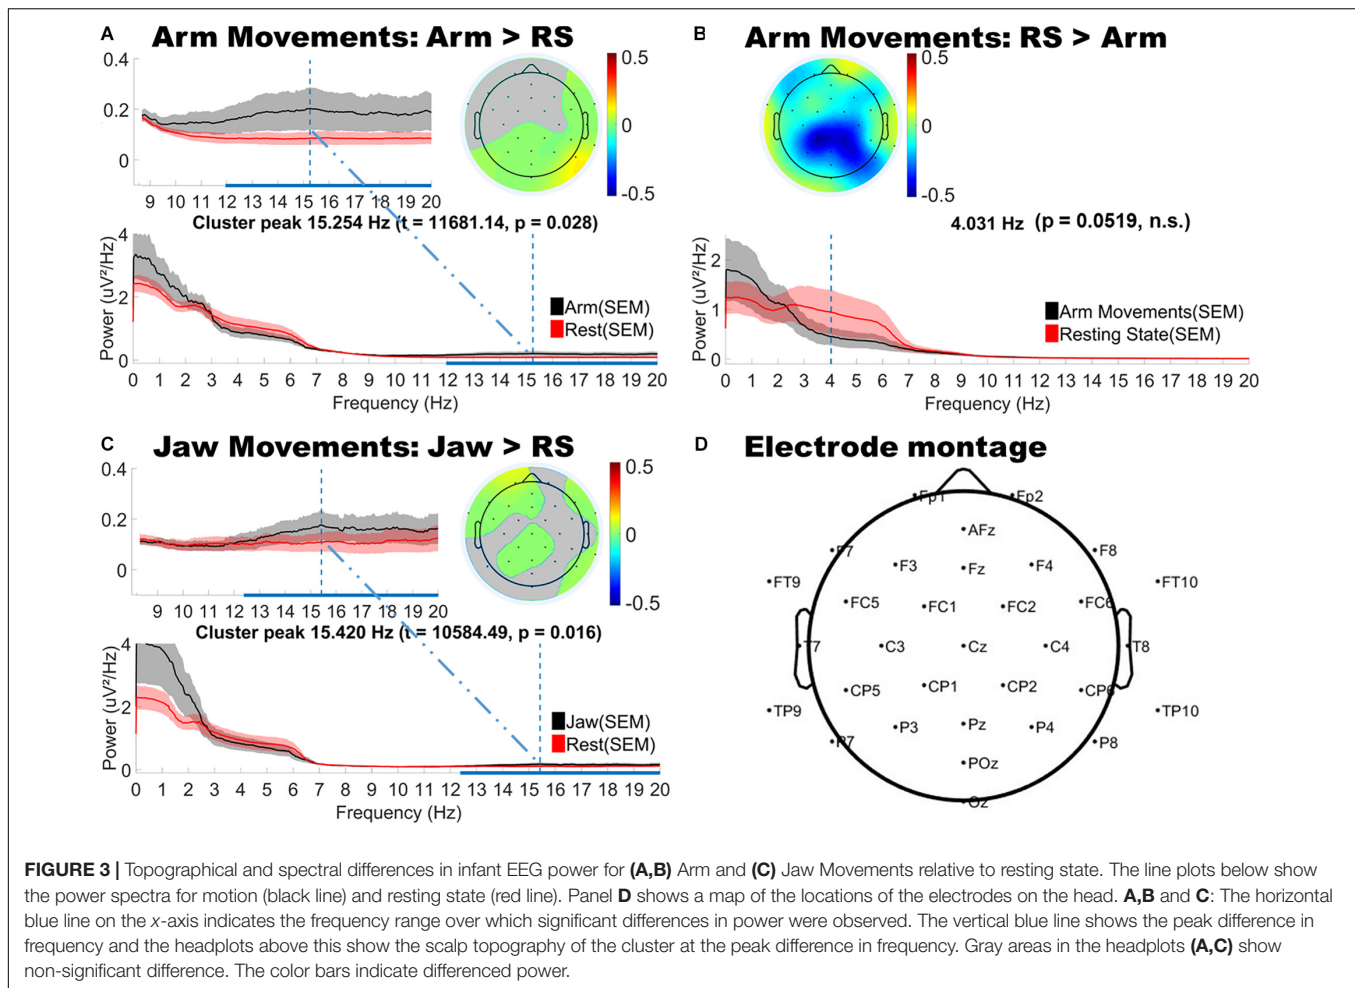 A Arm Movements: Arm > RS
0.4
0.2
0
9 10 11 12 13 14 15 16 17 18 19 20
0.5
0
-0.5
Cluster peak 15.254 Hz (t = 11681.14, p = 0.028)
Power (uV²/Hz)
4
2
0
Arm(SEM)
Rest(SEM)
0 1 2 3 4 5 6 7 8 9 10 11 12 13 14 15 16 17 18 19 20
Frequency (Hz)
B Arm Movements: RS > Arm
0.5
0
-0.5
4.031 Hz (p = 0.0519, n.s.)
Power (uV²/Hz)
2
1
0
Arm Movements(SEM)
Resting State(SEM)
0 1 2 3 4 5 6 7 8 9 10 11 12 13 14 15 16 17 18 19 20
Frequency (Hz)
C Jaw Movements: Jaw > RS
0.4
0.2
0
9 10 11 12 13 14 15 16 17 18 19 20
0.5
0
-0.5
Cluster peak 15.420 Hz (t = 10584.49, p = 0.016)
Power (uV²/Hz)
4
2
0
Jaw(SEM)
Rest(SEM)
0 1 2 3 4 5 6 7 8 9 10 11 12 13 14 15 16 17 18 19 20
Frequency (Hz)
D Electrode montage
Fp1 Fp2
AFz
F7 F8
F3 Fz F4
FT9 FT10
FC5 FC1 FC2 FC6
T7 C3 Cz C4 T8
CP5 CP1 CP2 CP6
TP9 TP10
P3 Pz P4
P7 P8
POz
Oz
FIGURE 3 | Topographical and spectral differences in infant EEG power for (A,B) Arm and (C) Jaw Movements relative to resting state. The line plots below show
the power spectra for motion (black line) and resting state (red line). Panel D shows a map of the locations of the electrodes on the head. A,B and C: The horizontal
blue line on the x-axis indicates the frequency range over which significant differences in power were observed. The vertical blue line shows the peak difference in
frequency and the headplots above this show the scalp topography of the cluster at the peak difference in frequency. Gray areas in the headplots (A,C) show
non-significant difference. The color bars indicate differenced power.